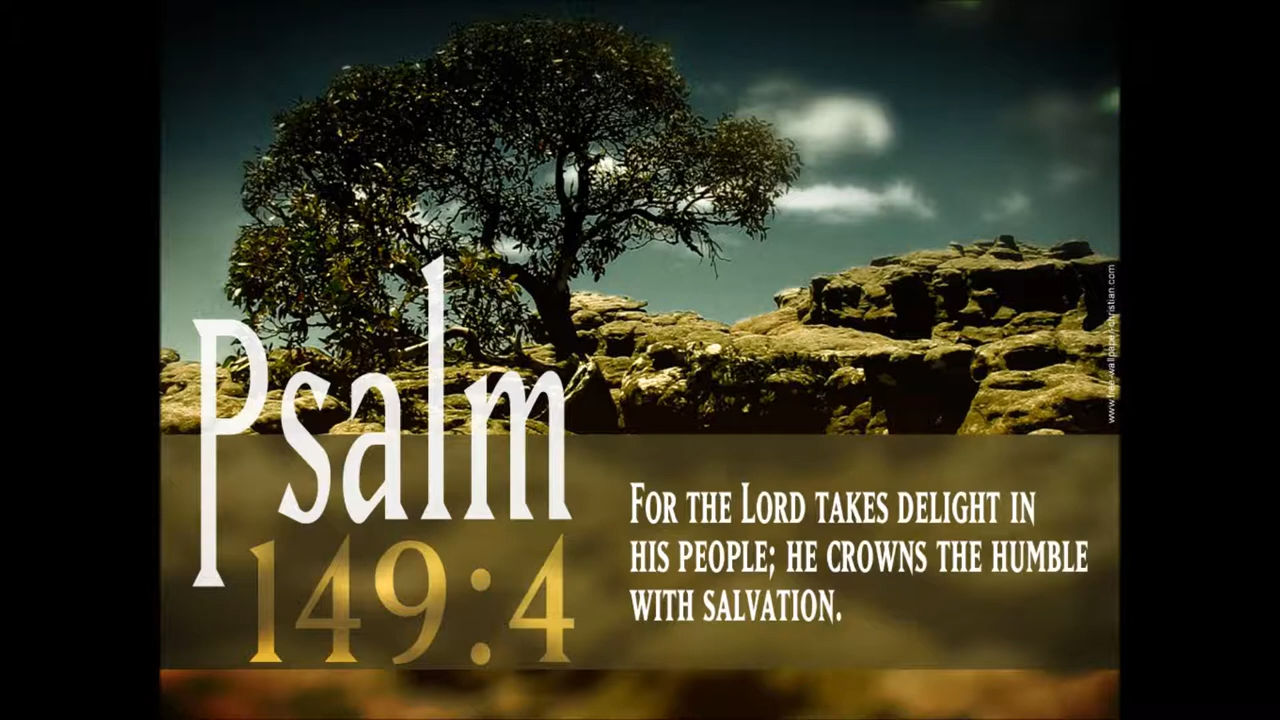 Psalm
149:4
For the Lord takes delight in
his people; he crowns the humble
with salvation.